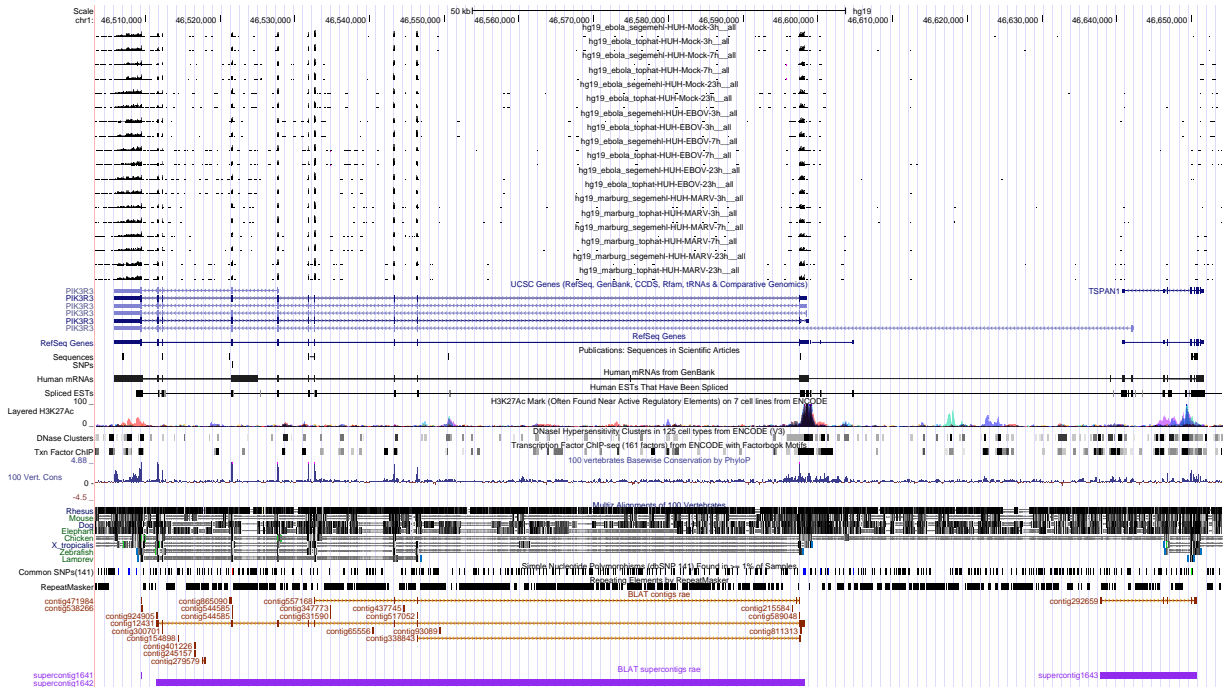 Scale 50 kb hg19
chr1: 46,510,000 46,520,000 46,530,000 46,540,000 46,550,000 46,560,000 46,570,000 46,580,000 46,590,000 46,600,000 46,610,000 46,620,000 46,630,000 46,640,000 46,650,000
hg19_ebola_segemehl-HUH-Mock-3h__all
hg19_ebola_tophat-HUH-Mock-3h__all
hg19_ebola_segemehl-HUH-Mock-7h__all
hg19_ebola_tophat-HUH-Mock-7h__all
hg19_ebola_segemehl-HUH-Mock-23h__all
hg19_ebola_tophat-HUH-Mock-23h__all
hg19_ebola_segemehl-HUH-EBOV-3h__all
hg19_ebola_tophat-HUH-EBOV-3h__all
hg19_ebola_segemehl-HUH-EBOV-7h__all
hg19_ebola_tophat-HUH-EBOV-7h__all
hg19_ebola_segemehl-HUH-EBOV-23h__all
hg19_ebola_tophat-HUH-EBOV-23h__all
hg19_marburg_segemehl-HUH-MARV-3h__all
hg19_marburg_tophat-HUH-MARV-3h__all
hg19_marburg_segemehl-HUH-MARV-7h__all
hg19_marburg_tophat-HUH-MARV-7h__all
hg19_marburg_segemehl-HUH-MARV-23h__all
hg19_marburg_tophat-HUH-MARV-23h__all
UCSC Genes (RefSeq, GenBank, CCDS, Rfam, tRNAs & Comparative Genomics)
PIK3R3 TSPAN1
PIK3R3
PIK3R3
PIK3R3
PIK3R3
PIK3R3
RefSeq Genes
RefSeq Genes
Publications: Sequences in Scientific Articles
Sequences
SNPs
Human mRNAs from GenBank
Human mRNAs
Human ESTs That Have Been Spliced
Spliced ESTs
H3K27Ac Mark (Often Found Near Active Regulatory Elements) on 7 cell lines from ENCODE
100
Layered H3K27Ac
0
DNaseI Hypersensitivity Clusters in 125 cell types from ENCODE (V3)
DNase Clusters
Transcription Factor ChIP-seq (161 factors) from ENCODE with Factorbook Motifs
Txn Factor ChIP
100 vertebrates Basewise Conservation by PhyloP
4.88
100 Vert. Cons
0
-4.5
Multiz Alignments of 100 Vertebrates
Rhesus
Mouse
Dog
Elephant
Chicken
X_tropicalis
Zebrafish
Lamprey
Simple Nucleotide Polymorphisms (dbSNP 141) Found in >= 1% of Samples
Common SNPs(141)
Repeating Elements by RepeatMasker
RepeatMasker
BLAT contigs rae
contig471984 contig865090 contig557168 contig292659
contig538266 contig544585 contig347773 contig437745 contig215584
contig924905 contig544585 contig631590 contig517052 contig589048
contig12431
contig300701 contig65556 contig93089 contig811313
contig154898 contig338843
contig401226
contig245157
contig279579
BLAT supercontigs rae
supercontig1641 supercontig1643
supercontig1642